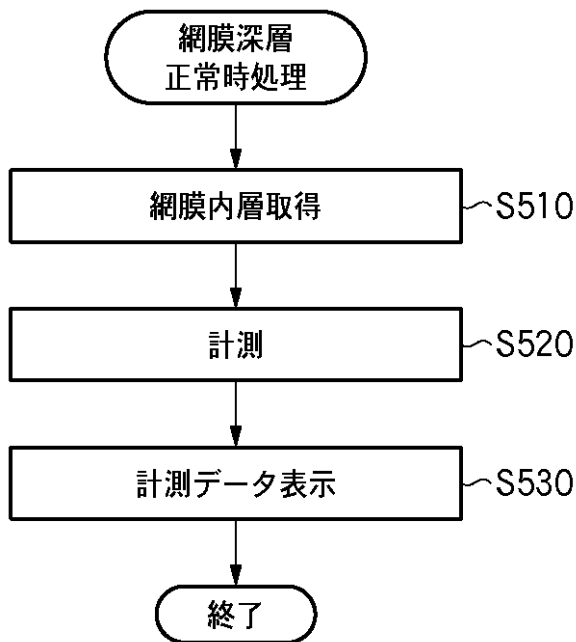 網膜深層
正常時処理
網膜内層取得
S510
計測
S520
計測データ表示
S530
終了